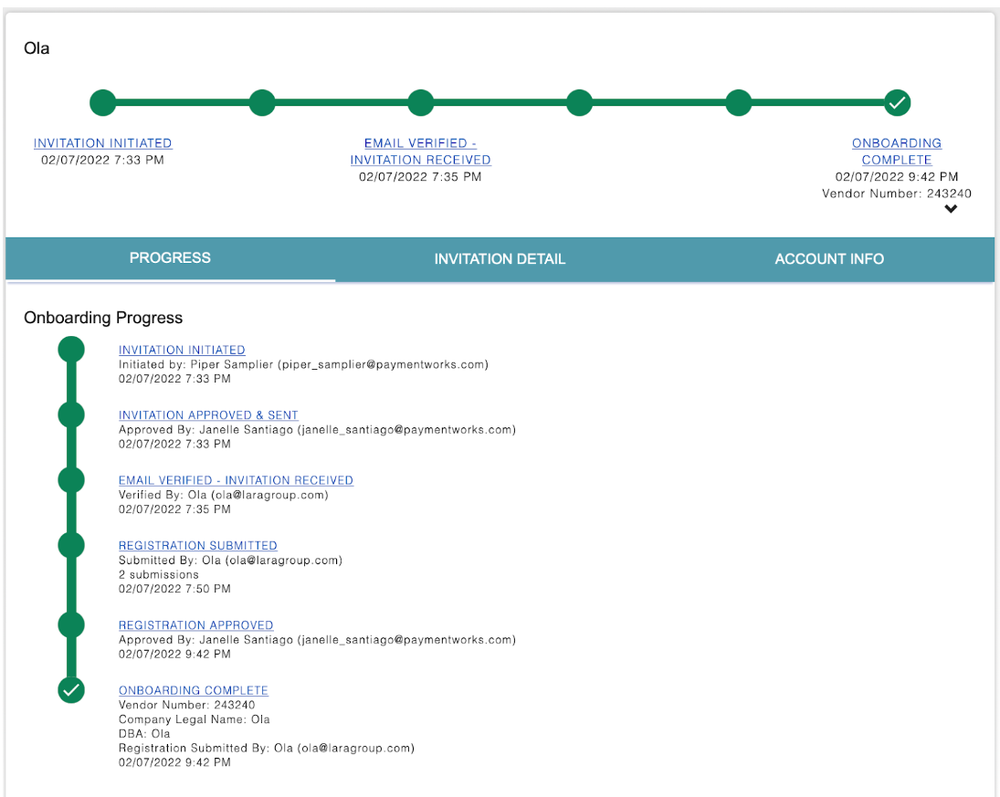 Ola
INVITATION INITIATED
02/07/2022 7:33 PM
EMAIL VERIFIED -
INVITATION RECEIVED
02/07/2022 7:35 PM
ONBOARDING
COMPLETE
02/07/2022 9:42 PM
Vendor Number: 243240
PROGRESS
INVITATION DETAIL
ACCOUNT INFO
Onboarding Progress
INVITATION INITIATED
Initiated by: Piper Samplier (piper_samplier@paymentworks.com)
02/07/2022 7:33 PM
INVITATION APPROVED & SENT
Approved By: Janelle Santiago (janelle_santiago@paymentworks.com)
02/07/2022 7:33 PM
EMAIL VERIFIED - INVITATION RECEIVED
Verified By: Ola (ola@laragroup.com)
02/07/2022 7:35 PM
REGISTRATION SUBMITTED
Submitted By: Ola (ola@laragroup.com)
2 submissions
02/07/2022 7:50 PM
REGISTRATION APPROVED
Approved By: Janelle Santiago (janelle_santiago@paymentworks.com)
02/07/2022 9:42 PM
ONBOARDING COMPLETE
Vendor Number: 243240
Company Legal Name: Ola
DBA: Ola
Registration Submitted By: Ola (ola@laragroup.com)
02/07/2022 9:42 PM